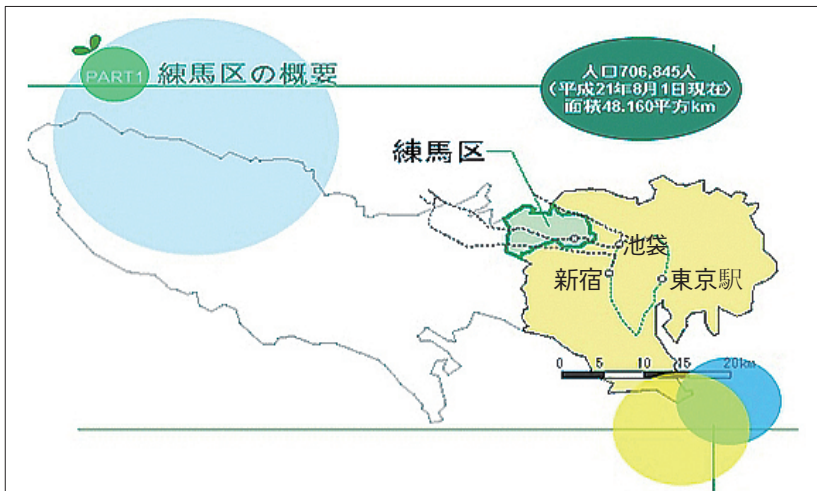 PART1 練馬区の概要
人口706,845人
(平成21年8月1日現在)
面積48.160平方km
練馬区
池袋
新宿
東京駅
0 5 10 15 20km